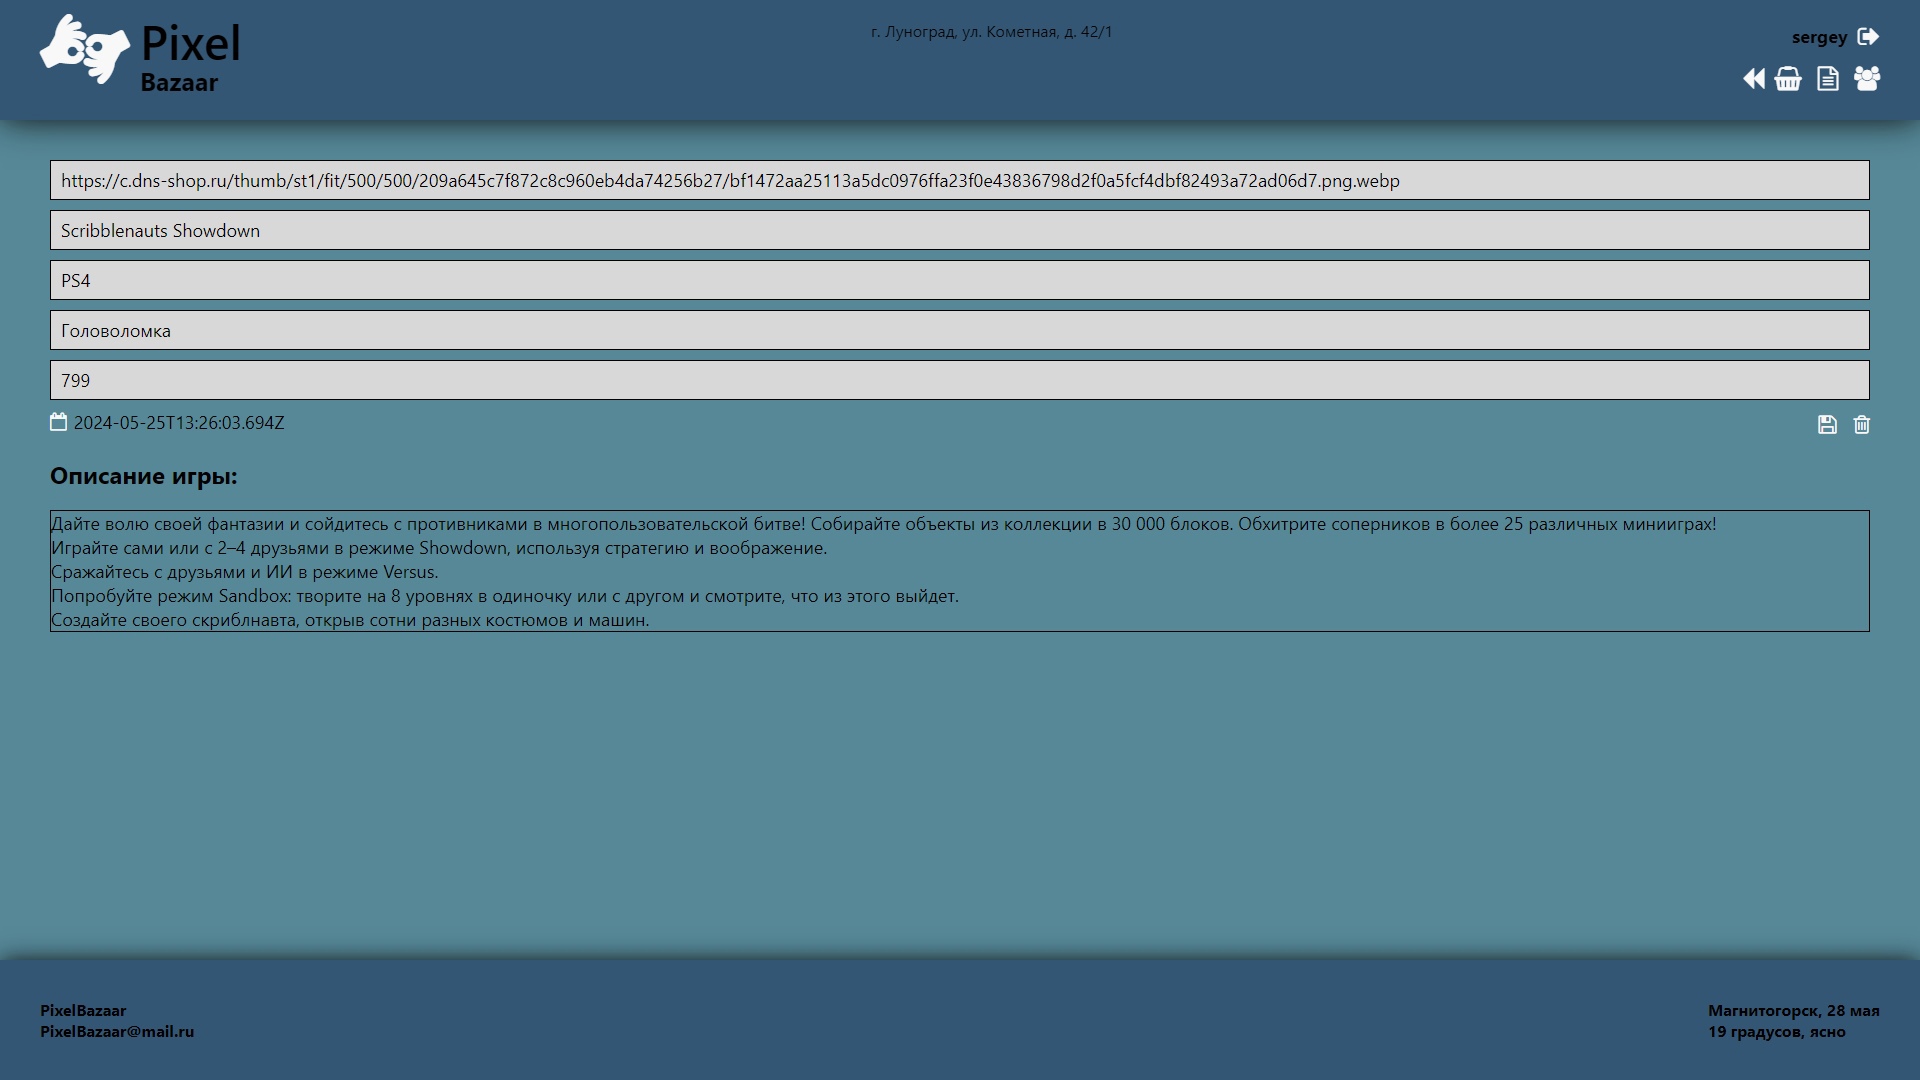 Pixel
Bazaar
г. Луноград, ул. Кометная, д. 42/1
sergey
https://c.dns-shop.ru/thumb/st1/fit/500/500/209a645c7f872c8c960eb4da74256b27/bf1472aa25113a5dc0976ffa23f0e43836798d2f0a5fcf4dbf82493a72ad06d7.png.webp
Scribblenauts Showdown
PS4
Головоломка
799
2024-05-25T13:26:03.694Z
Описание игры:
Дайте волю своей фантазии и сойдитесь с противниками в многопользовательской битве! Собирайте объекты из коллекции в 30 000 блоков. Обхитрите соперников в более 25 различных миниигр­ах!
Играйте сами или с 2–4 друзьями в режиме Showdown, используя стратегию и воображение.
Сражайтесь с друзьями и ИИ в режиме Versus.
Попробуйте режим Sandbox: творите на 8 уровнях в одиночку или с другом и смотрите, что из этого выйдет.
Создайте своего скриблнавта, открыв сотни разных костюмов и машин.
PixelBazaar
PixelBazaar@mail.ru
Магнитогорск, 28 мая
19 градусов, ясно